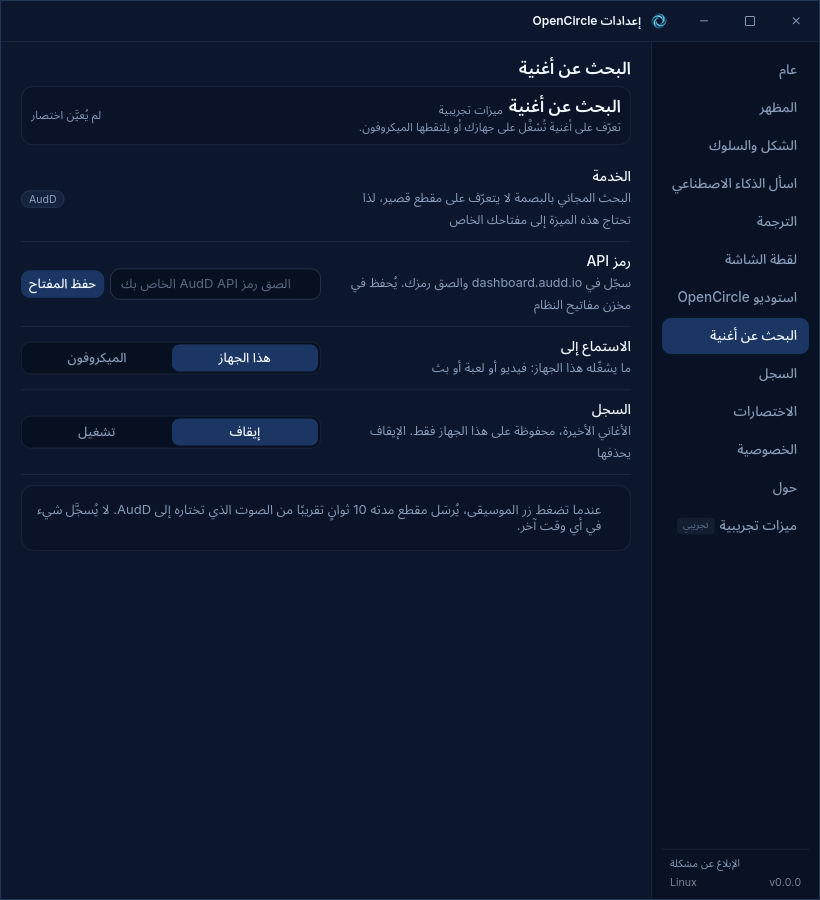 إعدادات OpenCircle
عام
المظهر
الشكل والسلوك
اسأل الذكاء الاصطناعي
الترجمة
لقطة الشاشة
استوديو OpenCircle
البحث عن أغنية
السجل
الاختصارات
الخصوصية
حول
ميزات تجريبية تجريبي
الإبلاغ عن مشكلة
Linux v0.0.0
البحث عن أغنية
البحث عن أغنية ميزات تجريبية
تعرّف على أغنية تُشغَّل على جهازك أو يلتقطها الميكروفون.
لم يُعيَّن اختصار
الخدمة
البحث المجاني بالبصمة لا يتعرّف على مقطع قصير، لذا
تحتاج هذه الميزة إلى مفتاحك الخاص
AudD
رمز API
سجّل في dashboard.audd.io والصق رمزك. يُحفظ في
مخزن مفاتيح النظام
الصق رمز AudD API الخاص بك
حفظ المفتاح
الاستماع إلى
ما يشغّله هذا الجهاز: فيديو أو لعبة أو بث
هذا الجهاز
الميكروفون
السجل
الأغاني الأخيرة، محفوظة على هذا الجهاز فقط. الإيقاف
يحذفها
إيقاف
تشغيل
عندما تضغط زر الموسيقى، يُرسَل مقطع مدته 10 ثوانٍ تقريبًا من الصوت الذي تختاره إلى AudD. لا يُسجَّل شيء
في أي وقت آخر.